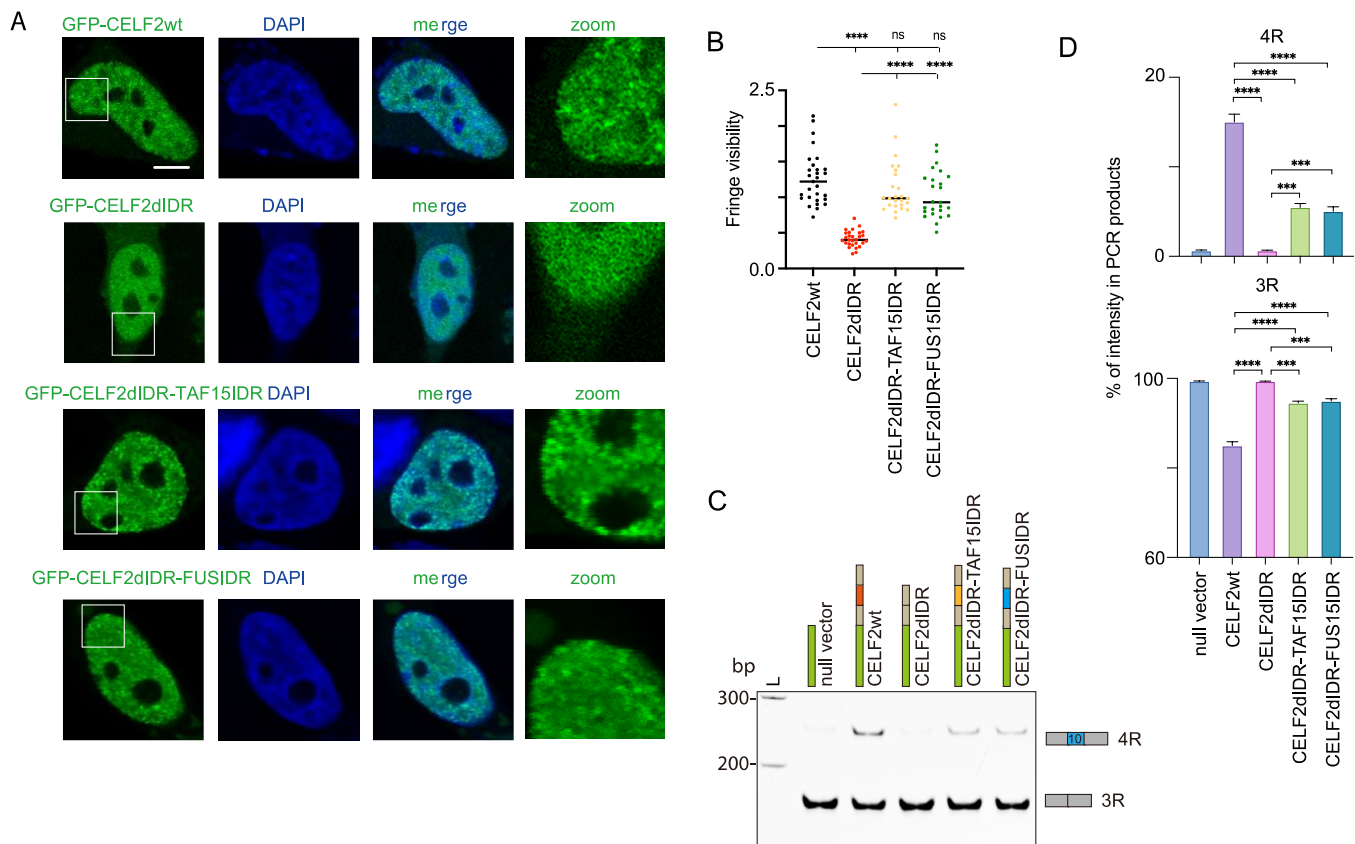 A
GFP-CELF2wt DAPI merge zoom
GFP-CELF2dIDR DAPI merge zoom
GFP-CELF2dIDR-TAF15IDR DAPI merge zoom
GFP-CELF2dIDR-FUSIDR DAPI merge zoom
B
**** ns ns
**** ****
2.5
0.0
Fringe visibility
CELF2wt
CELF2dIDR
CELF2dIDR-TAF15IDR
CELF2dIDR-FUS15IDR
C
bp
L
null vector
CELF2wt
CELF2dIDR
CELF2dIDR-TAF15IDR
CELF2dIDR-FUSIDR
300
200
10 4R
3R
D
4R
20
0
****
****
****
***
***
% of intensity in PCR products
3R
100
60
****
****
***
**** ***
null vector
CELF2wt
CELF2dIDR
CELF2dIDR-TAF15IDR
CELF2dIDR-FUS15IDR